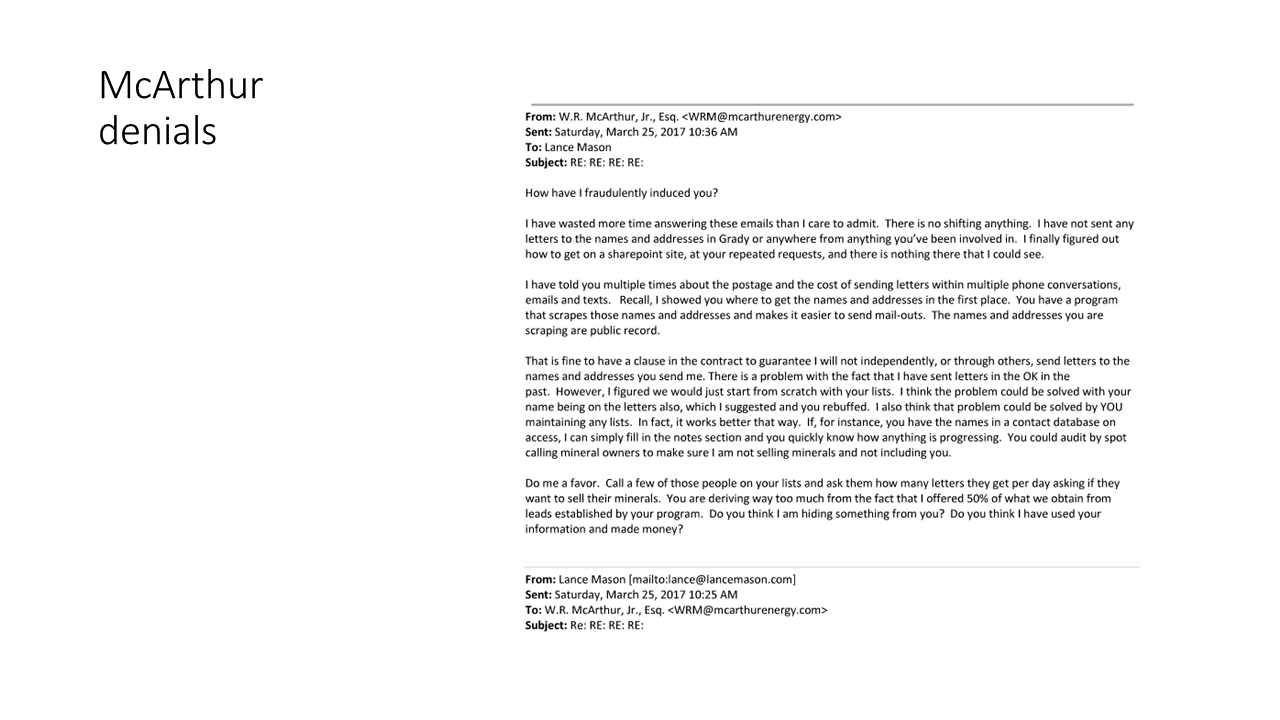 McArthur
denials
From: W.R. McArthur, Jr., Esq. <WRM@mcarthurenergy.com>
Sent: Saturday, March 25, 2017 10:36 AM
To: Lance Mason
Subject: RE: RE: RE: RE:
How have I fraudulently induced you?
I have wasted more time answering these emails than I care to admit.  There is no shifting anything.  I have not sent any
letters to the names and addresses in Grady or anywhere from anything you’ve been involved in.  I finally figured out
how to get on a sharepoint site, at your repeated requests, and there is nothing there that I could see.
I have told you multiple times about the postage and the cost of sending letters within multiple phone conversations,
emails and texts.   Recall, I showed you where to get the names and addresses in the first place.  You have a program
that scrapes those names and addresses and makes it easier to send mail-outs.  The names and addresses you are
scraping are public record.
That is fine to have a clause in the contract to guarantee I will not independently, or through others, send letters to the
names and addresses you send me. There is a problem with the fact that I have sent letters in the OK in the
past.  However, I figured we would just start from scratch with your lists.  I think the problem could be solved with your
name being on the letters also, which I suggested and you rebuffed.  I also think that problem could be solved by YOU
maintaining any lists.  In fact, it works better that way.  If, for instance, you have the names in a contact database on
access, I can simply fill in the notes section and you quickly know how anything is progressing.  You could audit by spot
calling mineral owners to make sure I am not selling minerals and not including you.
Do me a favor.  Call a few of those people on your lists and ask them how many letters they get per day asking if they
want to sell their minerals.  You are deriving way too much from the fact that I offered 50% of what we obtain from
leads established by your program.  Do you think I am hiding something from you?  Do you think I have used your
information and made money?
From: Lance Mason [mailto:lance@lancemason.com]
Sent: Saturday, March 25, 2017 10:25 AM
To: W.R. McArthur, Jr., Esq. <WRM@mcarthurenergy.com>
Subject: Re: RE: RE: RE: